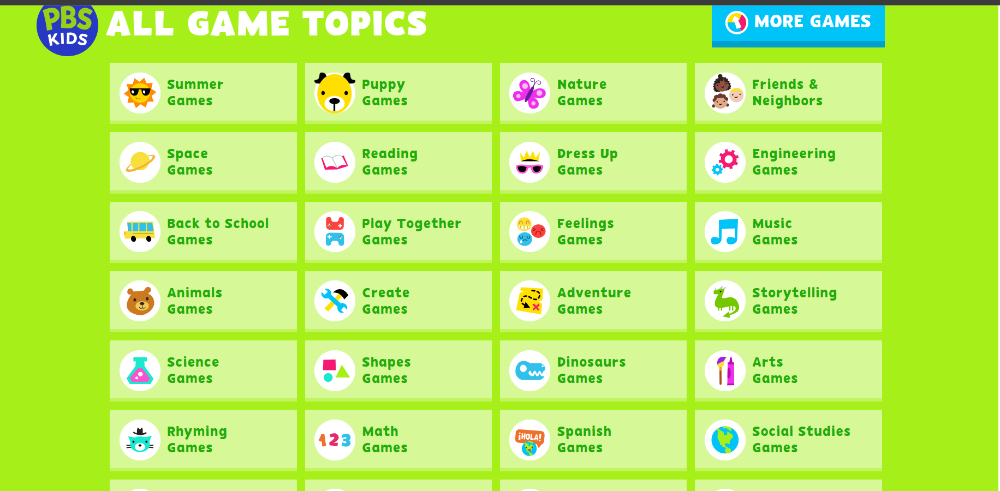 PBS
KIDS
ALL GAME TOPICS
MORE GAMES
Summer
Games
Puppy
Games
Nature
Games
Friends &
Neighbors
Space
Games
Reading
Games
Dress Up
Games
Engineering
Games
Back to School
Games
Play Together
Games
Feelings
Games
Music
Games
Animals
Games
Create
Games
Adventure
Games
Storytelling
Games
Science
Games
Shapes
Games
Dinosaurs
Games
Arts
Games
Rhyming
Games
123
Math
Games
¡HOLA!
Spanish
Games
Social Studies
Games